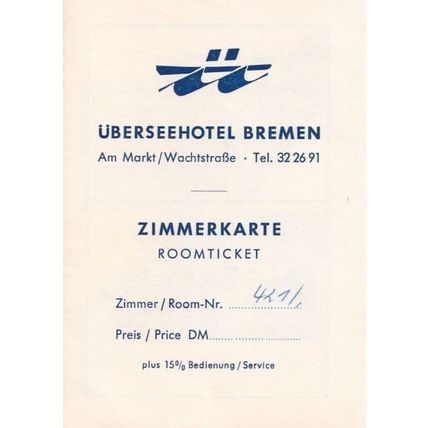 ÜBERSEEHOTEL BREMEN
Am Markt/Wachtstraße · Tel. 32 26 91
ZIMMERKARTE
ROOMTICKET
Zimmer / Room-Nr. 421/.
Preis / Price DM
plus 15% Bedienung / Service